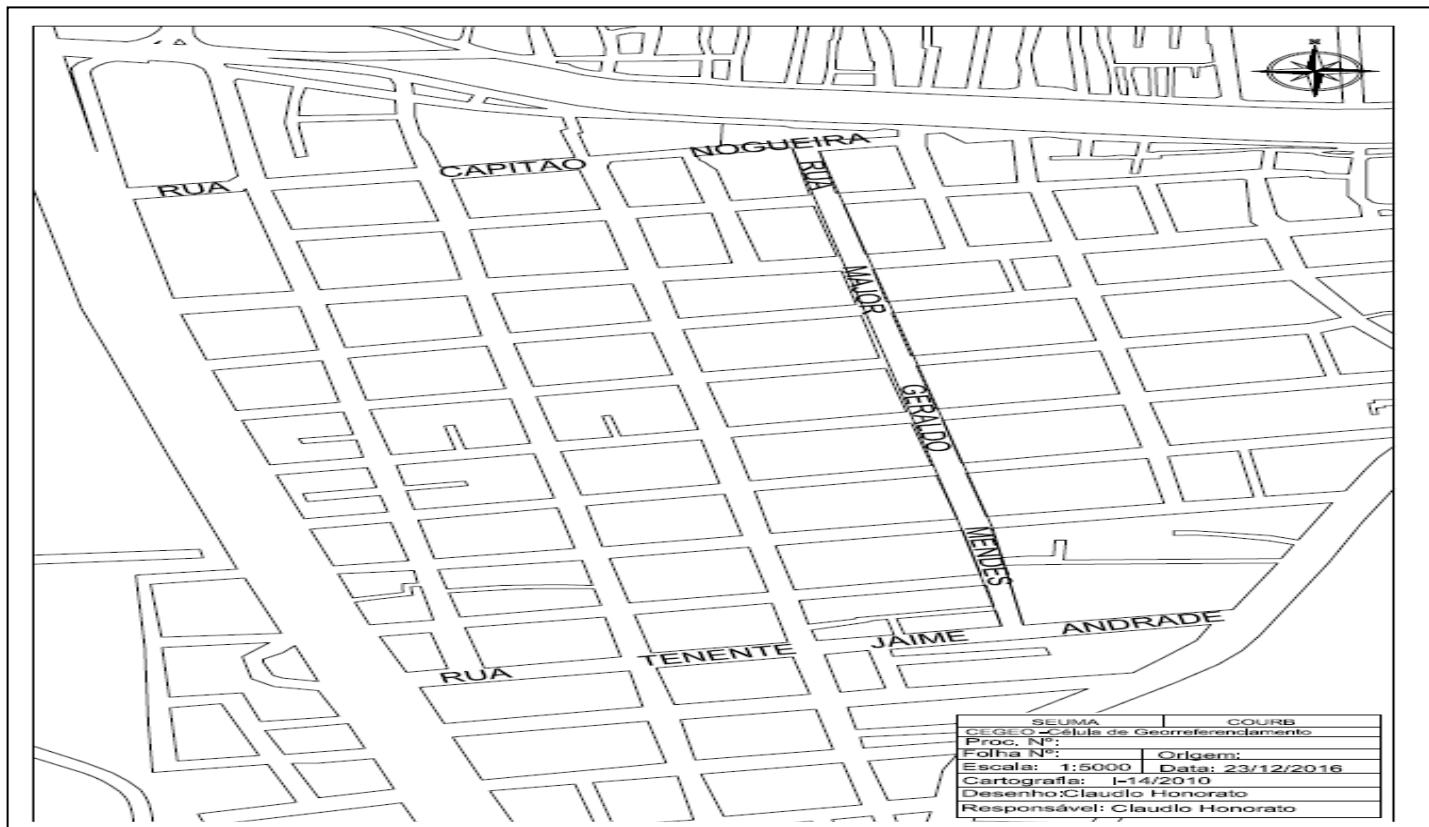 N
RUA CAPITÃO NOGUEIRA
RUA MAJOR GERALDO MENDES
RUA TENENTE JAIME ANDRADE
SEUMA COURB
CEGEO -Célula de Georreferenciamento
Proc. Nº:
Folha Nº: Origem:
Escala: 1:5000 Data: 23/12/2016
Cartografia: I-14/2010
Desenho:Claudio Honorato
Responsável: Claudio Honorato